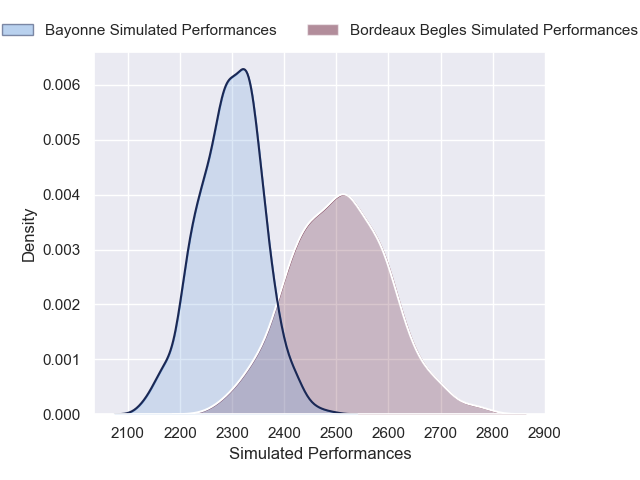 Bayonne Simulated Performances
Bordeaux Begles Simulated Performances
0.006
0.005
0.004
0.003
0.002
0.001
0.000
Density
2100 2200 2300 2400 2500 2600 2700 2800 2900
Simulated Performances